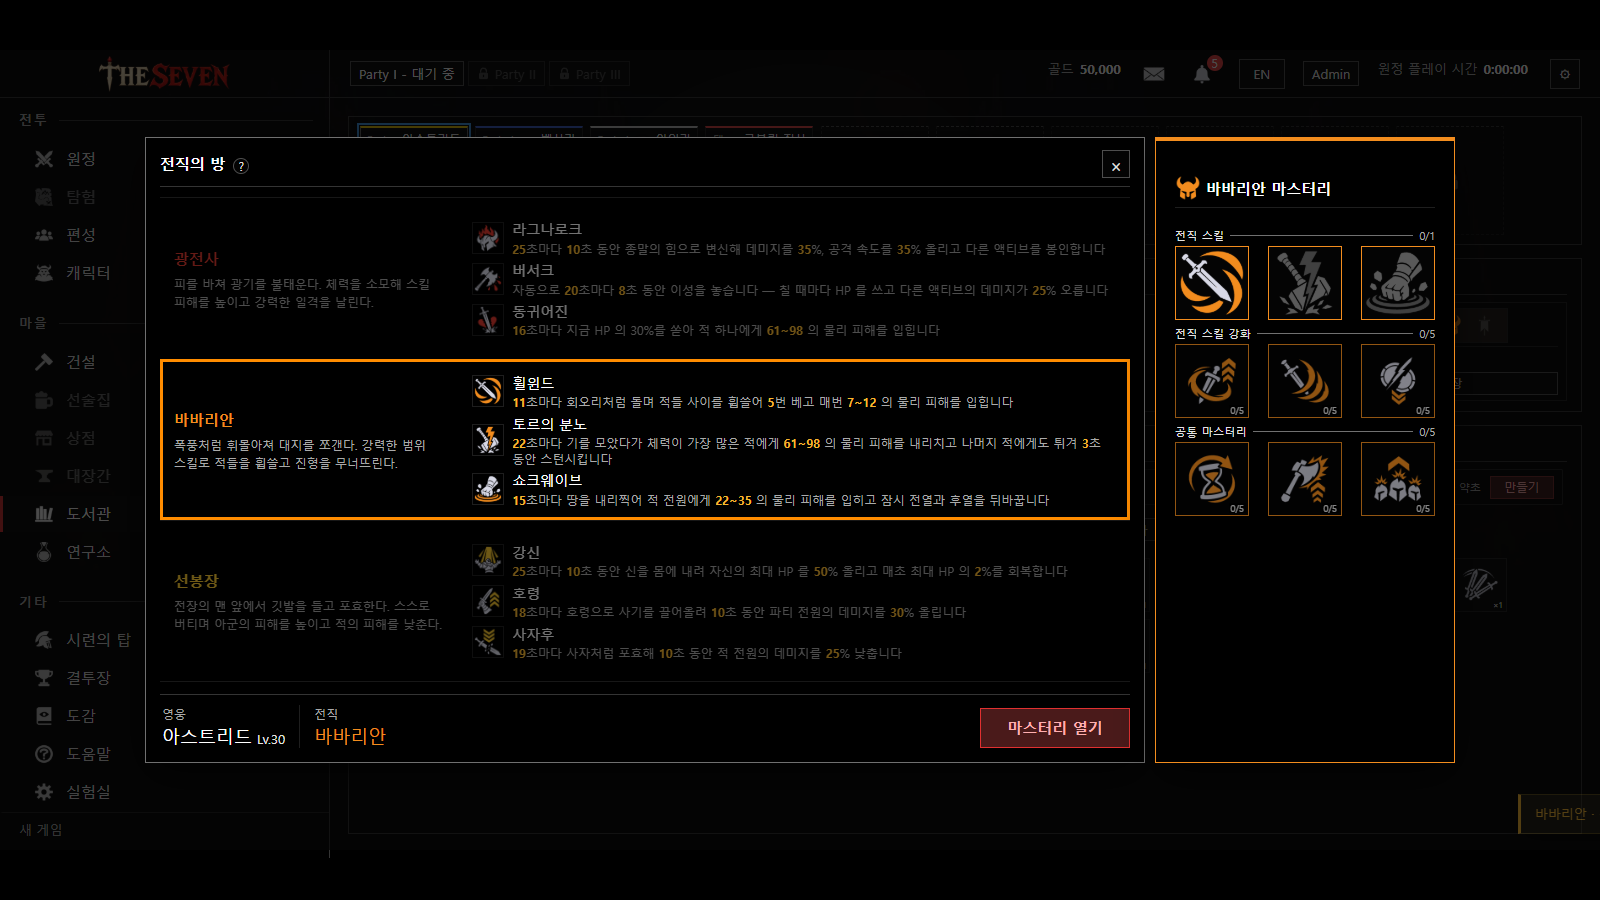 THE SEVEN
Party I - 대기 중
Party II
Party III
골드 50,000
5
EN
Admin
원정 플레이 시간 0:00:00
전투
원정
탐험
편성
캐릭터
마을
건설
선술집
상점
대장간
도서관
연구소
기타
시련의 탑
결투장
도감
도움말
실험실
새 게임
전직의 방 ?
×
광전사
피를 바쳐 광기를 불태운다. 체력을 소모해 스킬
피해를 높이고 강력한 일격을 날린다.
라그나로크
25초마다 10초 동안 종말의 힘으로 변신해 데미지를 35%, 공격 속도를 35% 올리고 다른 액티브를 봉인합니다
버서크
자동으로 20초마다 8초 동안 이성을 놓습니다 — 칠 때마다 HP 를 쓰고 다른 액티브의 데미지가 25% 오릅니다
동귀어진
16초마다 지금 HP 의 30%를 쏟아 적 하나에게 61~98 의 물리 피해를 입힙니다
바바리안
폭풍처럼 휘몰아쳐 대지를 쪼갠다. 강력한 범위
스킬로 적들을 휩쓸고 진형을 무너뜨린다.
휠윈드
11초마다 회오리처럼 돌며 적들 사이를 휩쓸어 5번 베고 매번 7~12 의 물리 피해를 입힙니다
토르의 분노
22초마다 기를 모았다가 체력이 가장 많은 적에게 61~98 의 물리 피해를 내리치고 나머지 적에게도 튀겨 3초
동안 스턴시킵니다
쇼크웨이브
15초마다 땅을 내리찍어 적 전원에게 22~35 의 물리 피해를 입히고 잠시 전열과 후열을 뒤바꿉니다
선봉장
전장의 맨 앞에서 깃발을 들고 포효한다. 스스로
버티며 아군의 피해를 높이고 적의 피해를 낮춘다.
강신
25초마다 10초 동안 신을 몸에 내려 자신의 최대 HP 를 50% 올리고 매초 최대 HP 의 2%를 회복합니다
호령
18초마다 호령으로 사기를 끌어올려 10초 동안 파티 전원의 데미지를 30% 올립니다
사자후
19초마다 사자처럼 포효해 10초 동안 적 전원의 데미지를 25% 낮춥니다
영웅
아스트리드 Lv.30
전직
바바리안
마스터리 열기
바바리안 마스터리
전직 스킬 0/1
전직 스킬 강화 0/5
0/5 0/5 0/5
공통 마스터리 0/5
0/5 0/5 0/5
약초
만들기
×1
바바리안 ·